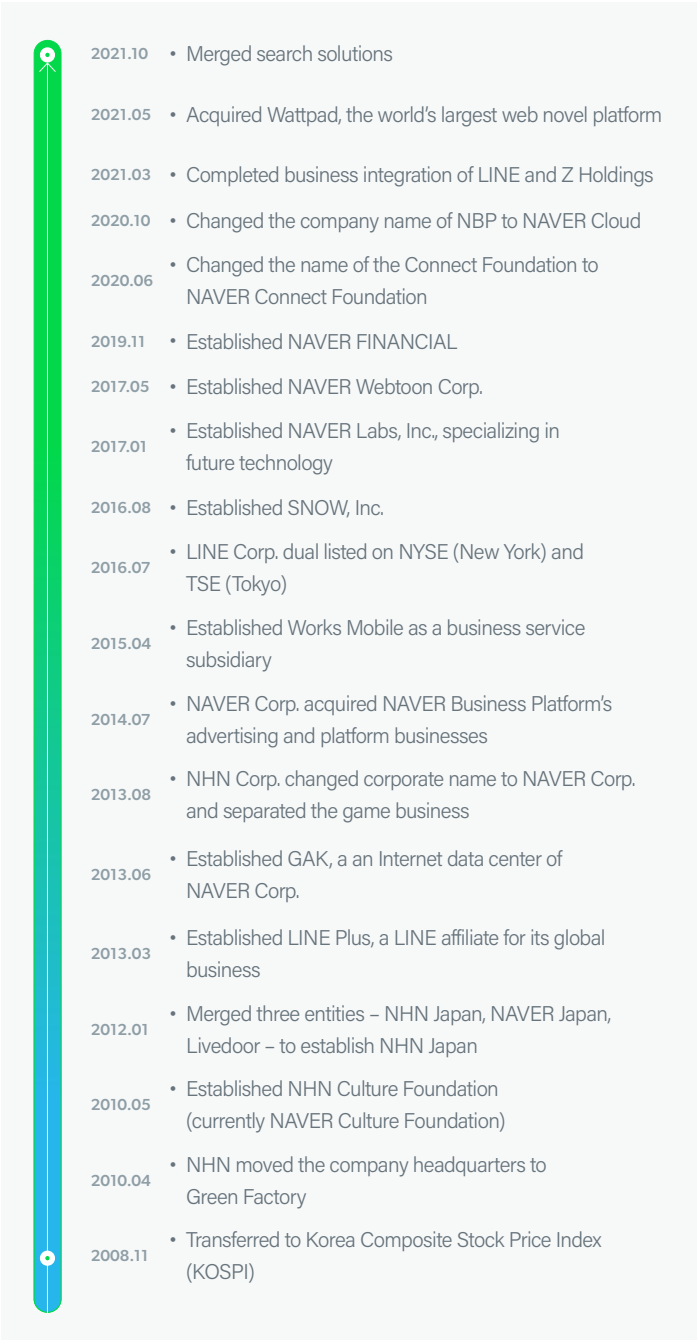 2021.10 • Merged search solutions
2021.05 • Acquired Wattpad, the world's largest web novel platform
2021.03 • Completed business integration of LINE and Z Holdings
2020.10 • Changed the company name of NBP to NAVER Cloud
2020.06 • Changed the name of the Connect Foundation to
NAVER Connect Foundation
2019.11 • Established NAVER FINANCIAL
2017.05 • Established NAVER Webtoon Corp.
2017.01 • Established NAVER Labs, Inc., specializing in
future technology
2016.08 • Established SNOW, Inc.
2016.07 • LINE Corp. dual listed on NYSE (New York) and
TSE (Tokyo)
2015.04 • Established Works Mobile as a business service
subsidiary
2014.07 • NAVER Corp. acquired NAVER Business Platform's
advertising and platform businesses
2013.08 • NHN Corp. changed corporate name to NAVER Corp.
and separated the game business
2013.06 • Established GAK, a an Internet data center of
NAVER Corp.
2013.03 • Established LINE Plus, a LINE affiliate for its global
business
2012.01 • Merged three entities – NHN Japan, NAVER Japan,
Livedoor – to establish NHN Japan
2010.05 • Established NHN Culture Foundation
(currently NAVER Culture Foundation)
2010.04 • NHN moved the company headquarters to
Green Factory
2008.11 • Transferred to Korea Composite Stock Price Index
(KOSPI)